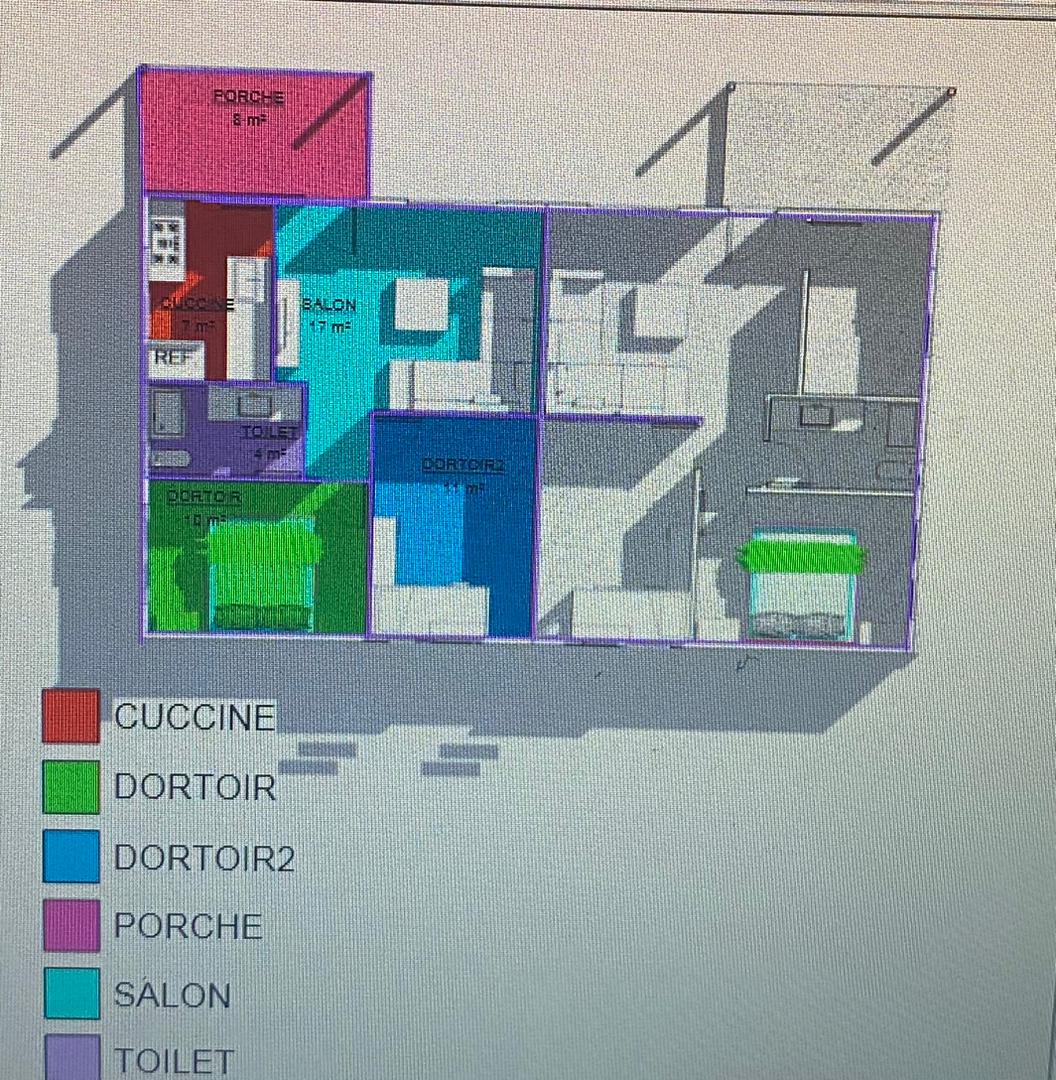 PORCHE
8 m²
CUCCINE
7 m²
SALON
17 m²
REF
TOILET
4 m²
DORTOIR
10 m²
DORTOIR2
11 m²
CUCCINE
DORTOIR
DORTOIR2
PORCHE
SALON
TOILET